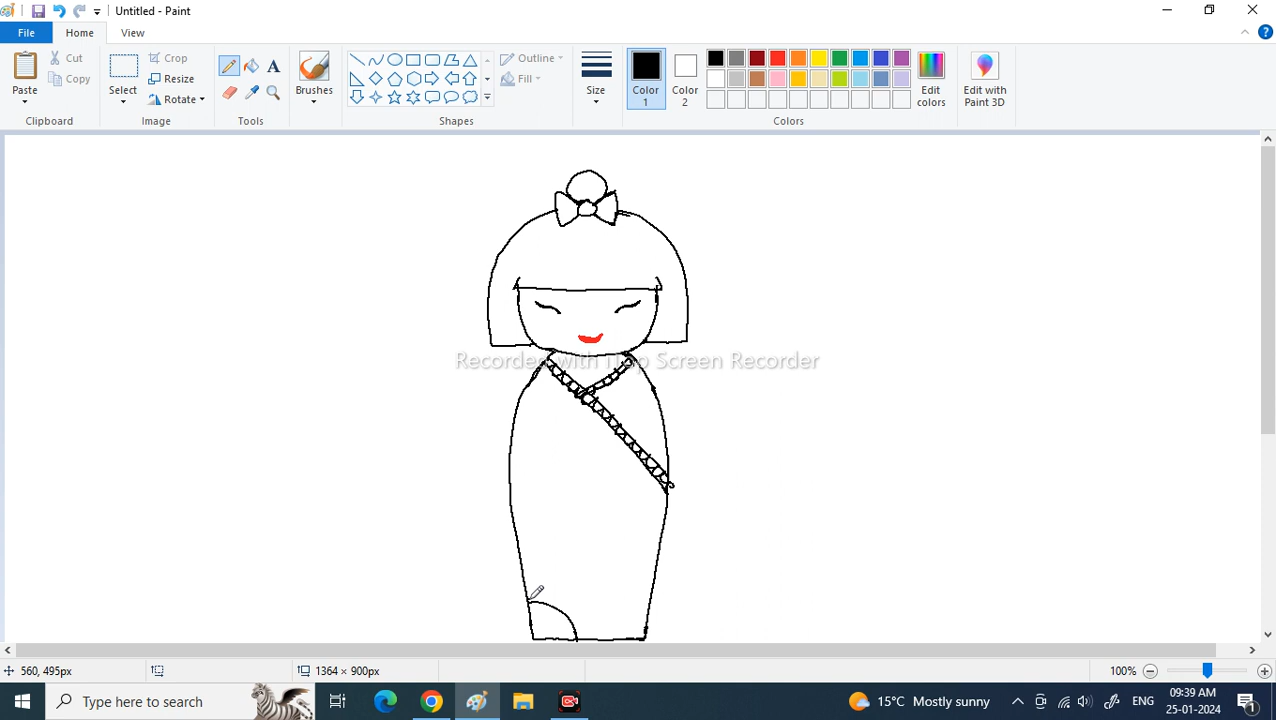 Untitled - Paint
File
Home
View
Paste
Cut
Copy
Clipboard
Select
Crop
Resize
Rotate
Image
A
Tools
Brushes
Outline
Fill
Shapes
Size
Color 1
Color 2
Edit colors
Colors
Edit with Paint 3D
Recorded with iTop Screen Recorder
560, 495px
1364 × 900px
100%
Type here to search
15°C Mostly sunny
ENG
09:39 AM
25-01-2024
1